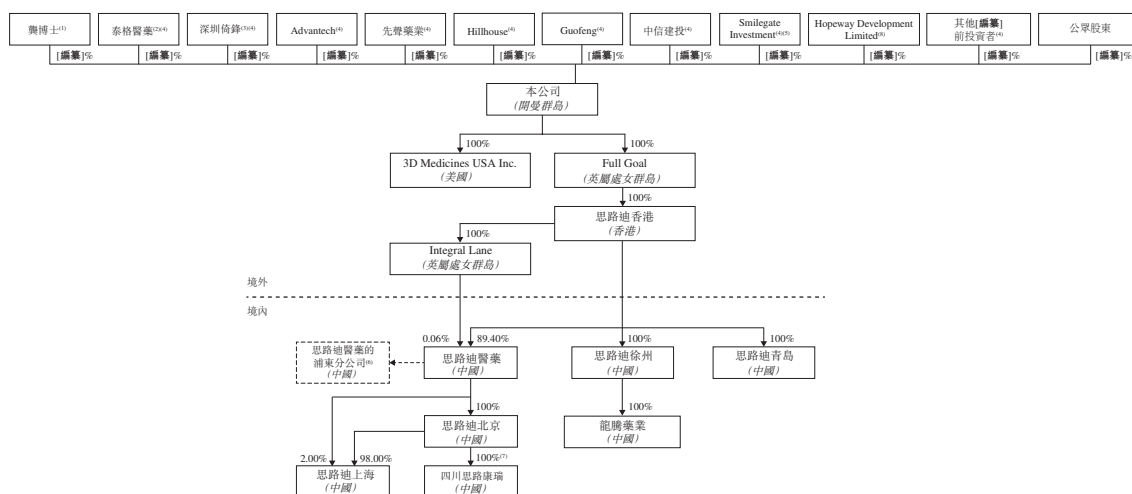 龔博士(1)
泰格醫藥(2)(4)
深圳倚鋒(3)(4)
Advantech(4)
先聲藥業(4)
Hillhouse(4)
Guofeng(4)
中信建投(4)
Smilegate
Investment(4)(5)
Hopeway Development
Limited(8)
其他[編纂]
前投資者(4)
公眾股東
[編纂]%
[編纂]%
[編纂]%
[編纂]%
[編纂]%
[編纂]%
[編纂]%
[編纂]%
[編纂]%
[編纂]%
[編纂]%
[編纂]%
本公司
(開曼群島)
100%
100%
3D Medicines USA Inc.
(美國)
Full Goal
(英屬處女群島)
100%
思路迪香港
(香港)
100%
Integral Lane
(英屬處女群島)
境外
境內
0.06%
89.40%
100%
100%
思路迪醫藥的
浦東分公司(6)
(中國)
思路迪醫藥
(中國)
思路迪徐州
(中國)
思路迪青島
(中國)
100%
100%
思路迪北京
(中國)
龍騰藥業
(中國)
2.00%
98.00%
100%(7)
思路迪上海
(中國)
四川思路康瑞
(中國)